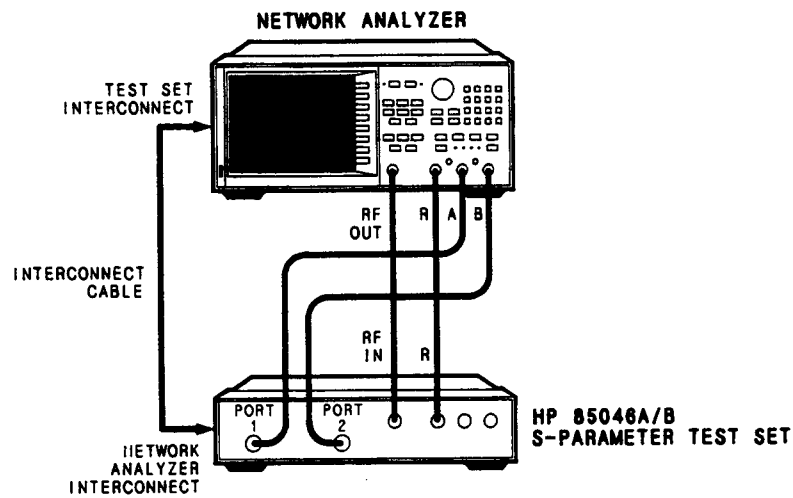 NETWORK ANALYZER
TEST SET
INTERCONNECT
RF
OUT
R
A
B
INTERCONNECT
CABLE
RF
IN
R
PORT
1
PORT
2
HP 85046A/B
S-PARAMETER TEST SET
NETWORK
ANALYZER
INTERCONNECT